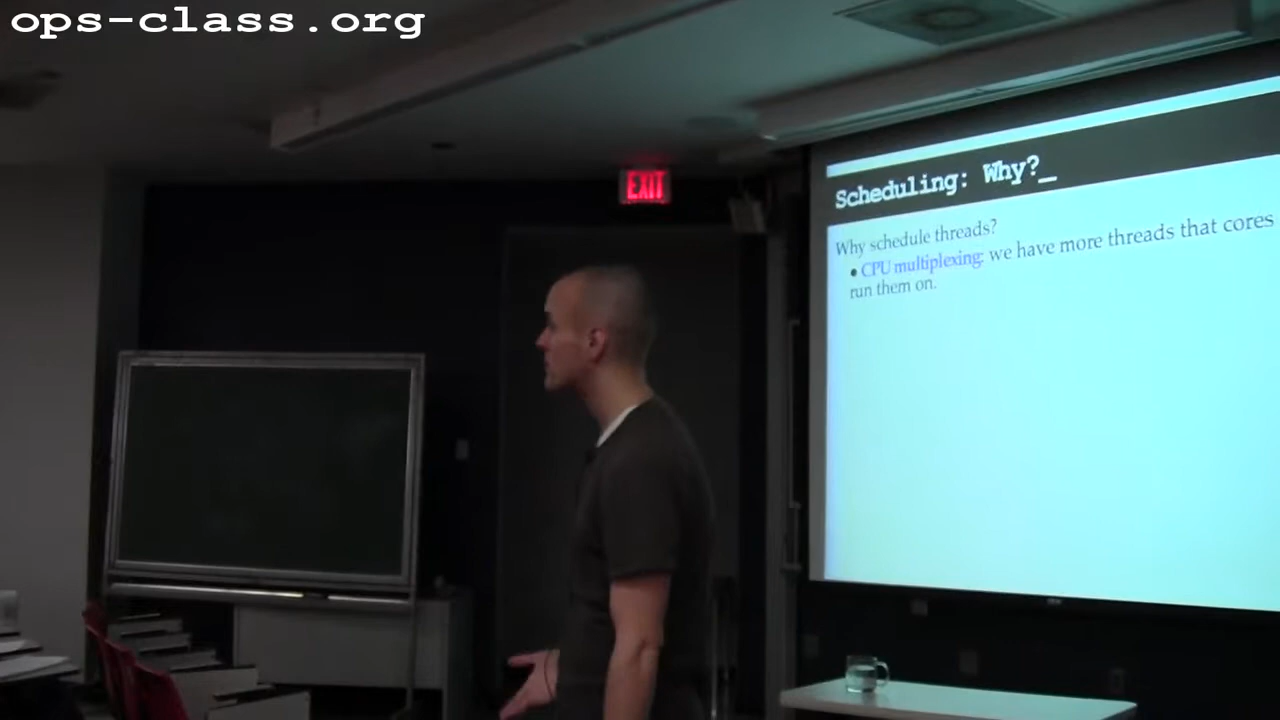 ops-class.org
EXIT
Scheduling: Why?_
Why schedule threads?
• CPU multiplexing: we have more threads that cores
run them on.